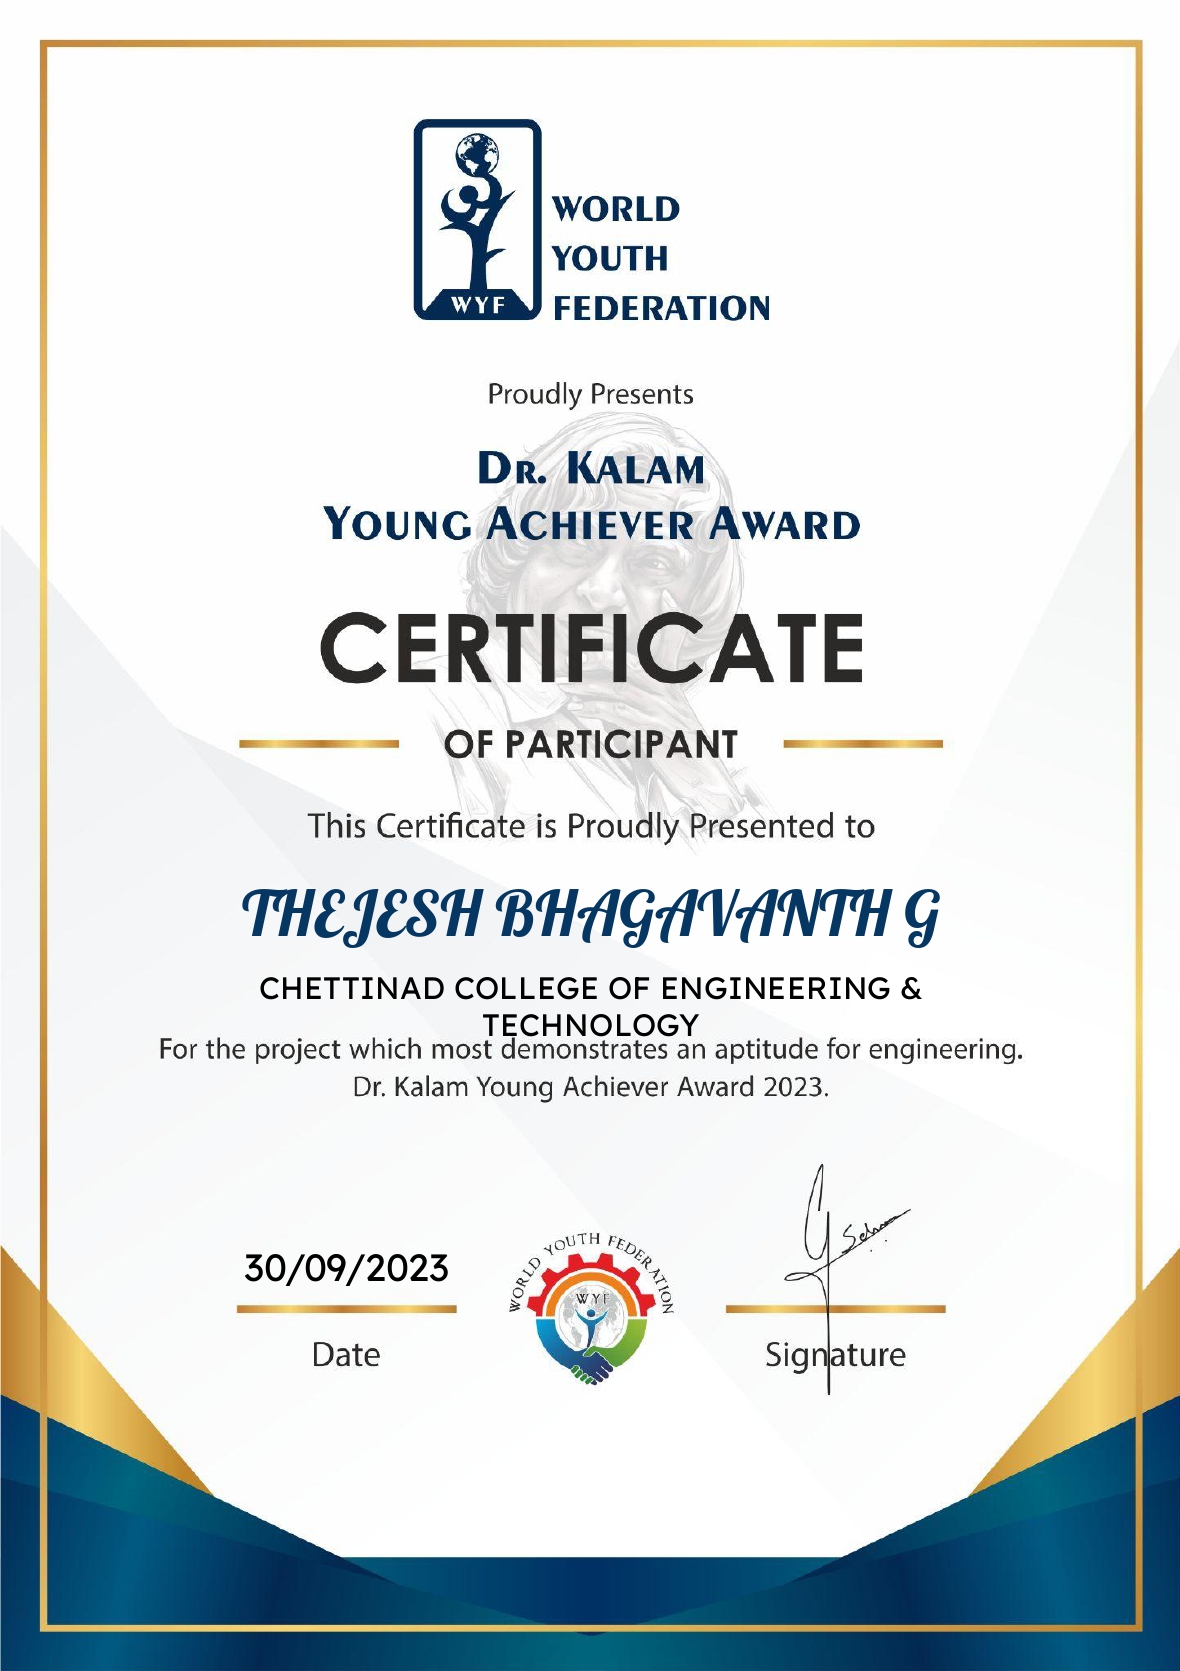 WORLD
YOUTH
FEDERATION
WYF
Proudly Presents
DR. KALAM
YOUNG ACHIEVER AWARD
CERTIFICATE
OF PARTICIPANT
This Certificate is Proudly Presented to
THEJESH BHAGAVANTH G
CHETTINAD COLLEGE OF ENGINEERING &
TECHNOLOGY
For the project which most demonstrates an aptitude for engineering.
Dr. Kalam Young Achiever Award 2023.
30/09/2023
Date
WORLD YOUTH FEDERATION
WYF
Signature